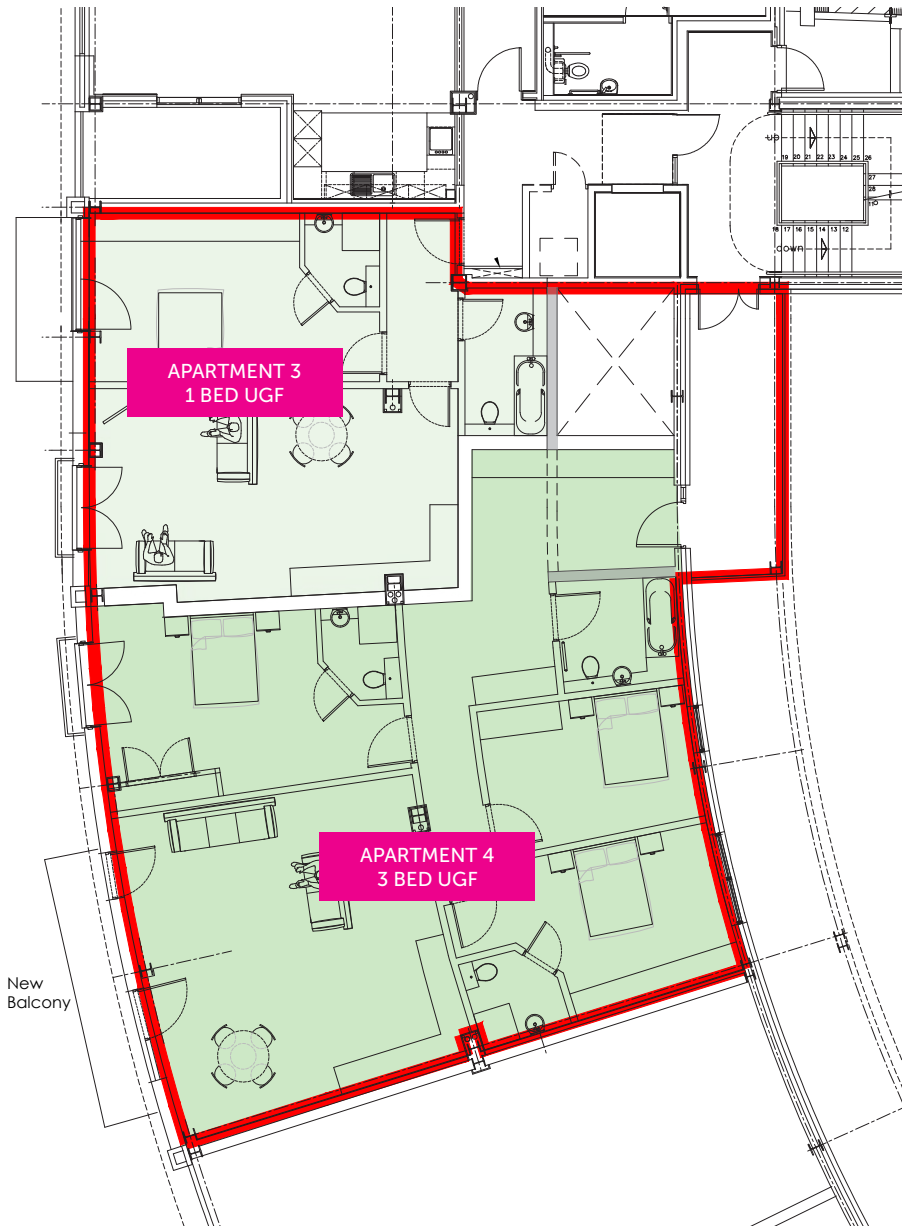 UP
19 20 21 22 23 24 25 26
27
28
11
18 17 16 15 14 13 12
DOWN
APARTMENT 3
1 BED UGF
APARTMENT 4
3 BED UGF
New
Balcony